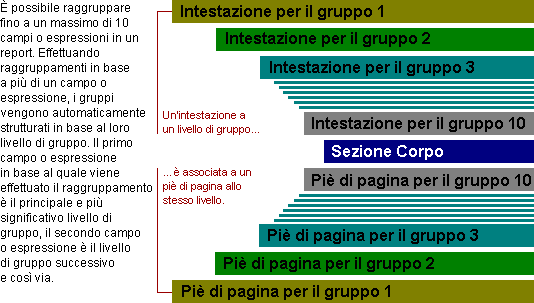 È possibile raggruppare
fino a un massimo di 10
campi o espressioni in un
report. Effettuando
raggruppamenti in base
a più di un campo o
espressione, i gruppi
vengono automaticamente
strutturati in base al loro
livello di gruppo. Il primo
campo o espressione
in base al quale viene
effettuato il raggruppamento
è il principale e più
significativo livello di
gruppo, il secondo campo
o espressione è il livello
di gruppo successivo
e così via.
Un'intestazione a
un livello di gruppo...
... è associata a un
piè di pagina allo
stesso livello.
Intestazione per il gruppo 1
Intestazione per il gruppo 2
Intestazione per il gruppo 3
Intestazione per il gruppo 10
Sezione Corpo
Piè di pagina per il gruppo 10
Piè di pagina per il gruppo 3
Piè di pagina per il gruppo 2
Piè di pagina per il gruppo 1